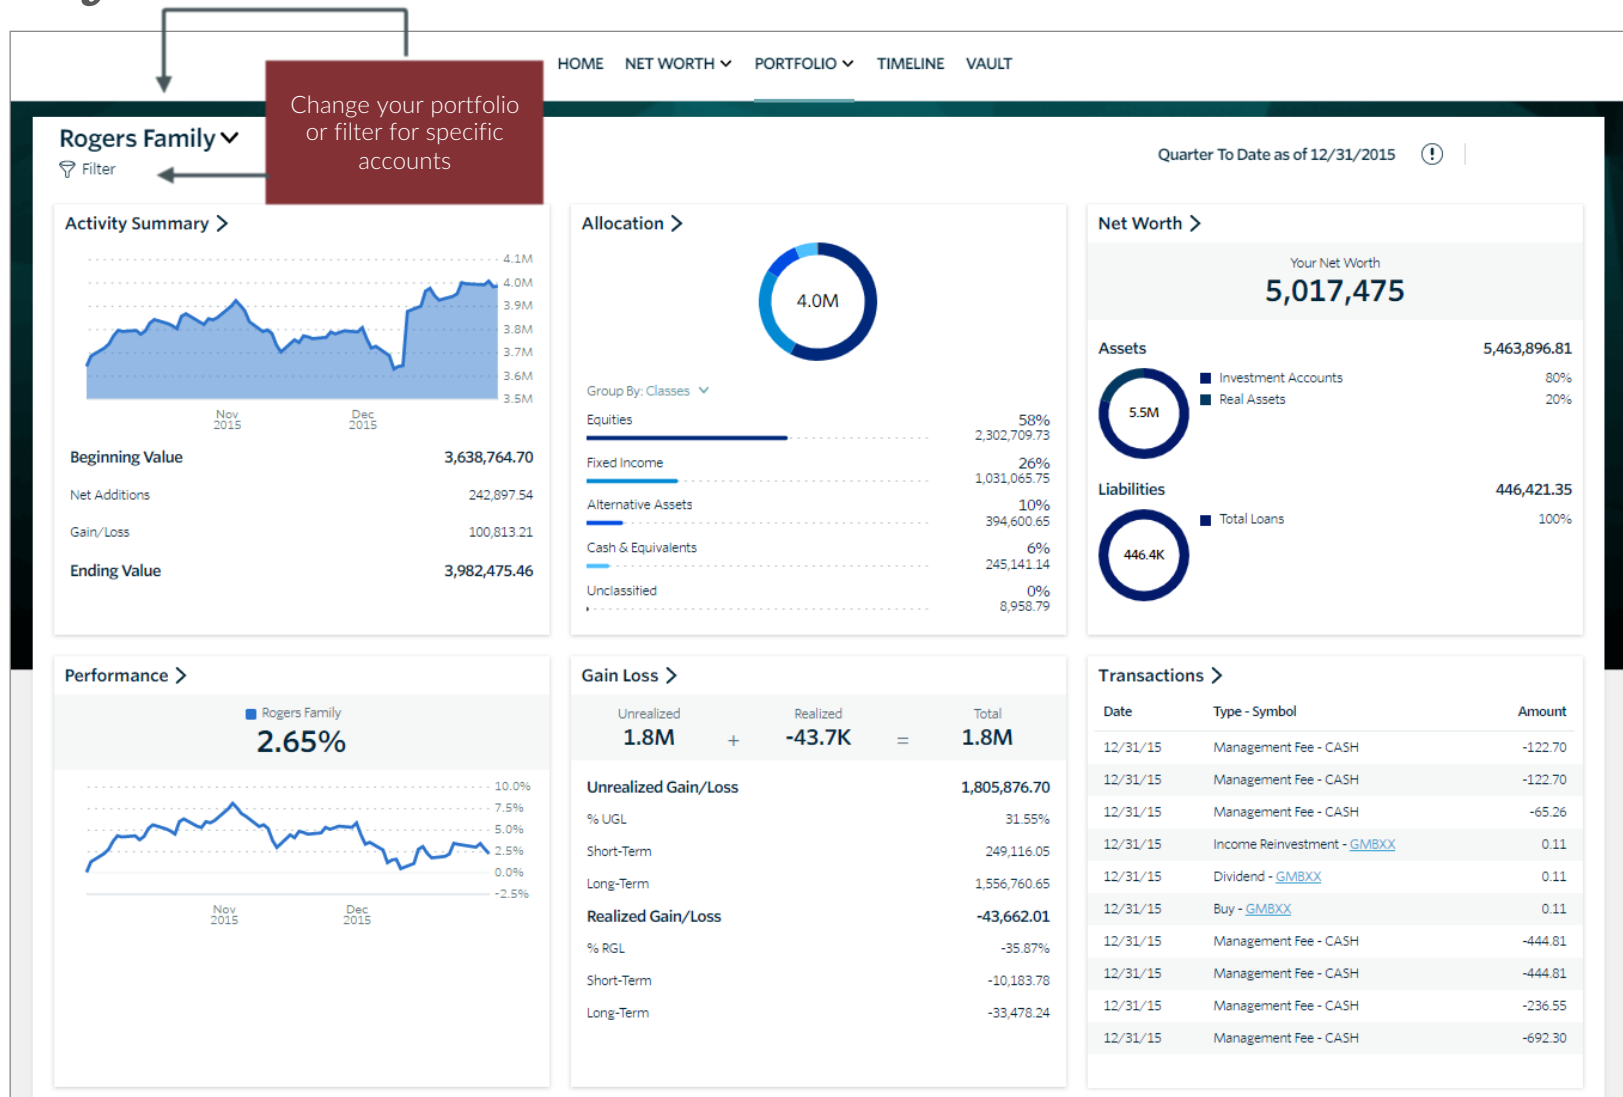 HOME NET WORTH PORTFOLIO TIMELINE VAULT
Change your portfolio
or filter for specific
accounts
Rogers Family
Filter
Quarter To Date as of 12/31/2015
Activity Summary
4.1M
4.0M
3.9M
3.8M
3.7M
3.6M
3.5M
Nov
2015
Dec
2015
Beginning Value 3,638,764.70
Net Additions 242,897.54
Gain/Loss 100,813.21
Ending Value 3,982,475.46
Allocation
4.0M
Group By: Classes
Equities 58%
2,302,709.73
Fixed Income 26%
1,031,065.75
Alternative Assets 10%
394,600.65
Cash & Equivalents 6%
245,141.14
Unclassified 0%
8,958.79
Net Worth
Your Net Worth
5,017,475
Assets 5,463,896.81
5.5M
Investment Accounts 80%
Real Assets 20%
Liabilities 446,421.35
446.4K
Total Loans 100%
Performance
Rogers Family
2.65%
10.0%
7.5%
5.0%
2.5%
0.0%
-2.5%
Nov
2015
Dec
2015
Gain Loss
Unrealized Realized Total
1.8M + -43.7K = 1.8M
Unrealized Gain/Loss 1,805,876.70
% UGL 31.55%
Short-Term 249,116.05
Long-Term 1,556,760.65
Realized Gain/Loss -43,662.01
% RGL -35.87%
Short-Term -10,183.78
Long-Term -33,478.24
Transactions
Date Type - Symbol Amount
12/31/15 Management Fee - CASH -122.70
12/31/15 Management Fee - CASH -122.70
12/31/15 Management Fee - CASH -65.26
12/31/15 Income Reinvestment - GMBXX 0.11
12/31/15 Dividend - GMBXX 0.11
12/31/15 Buy - GMBXX 0.11
12/31/15 Management Fee - CASH -444.81
12/31/15 Management Fee - CASH -444.81
12/31/15 Management Fee - CASH -236.55
12/31/15 Management Fee - CASH -692.30